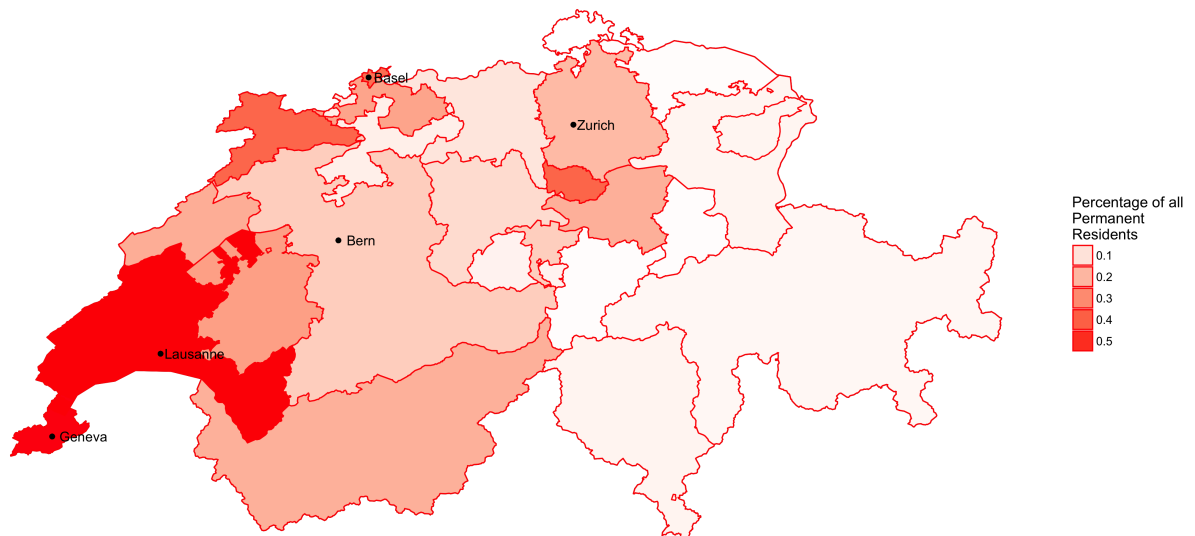 Basel
Zurich
Bern
Lausanne
Geneva
Percentage of all
Permanent
Residents
0.1
0.2
0.3
0.4
0.5